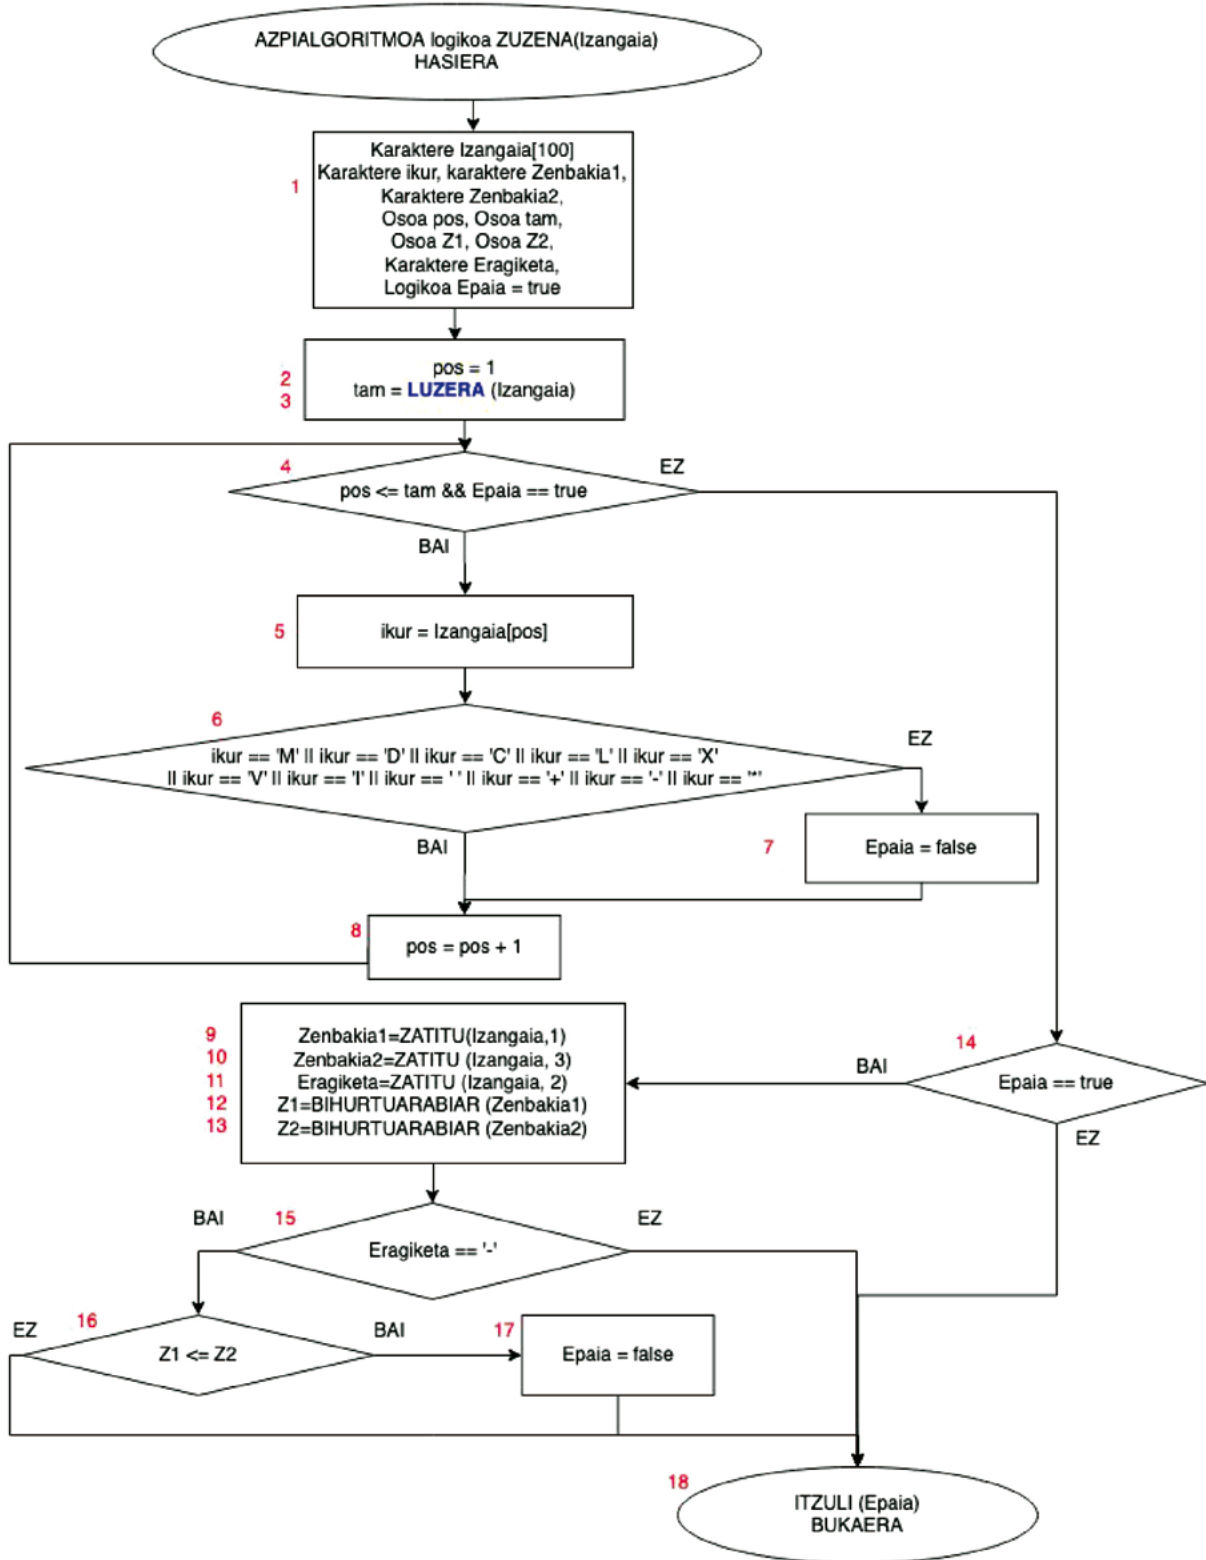 AZPIALGORITMOA logikoa ZUZENA(Izangaia)
HASIERA
1
Karaktere Izangaia[100]
Karaktere ikur, karaktere Zenbakia1,
Karaktere Zenbakia2,
Osoa pos, Osoa tam,
Osoa Z1, Osoa Z2,
Karaktere Eragiketa,
Logikoa Epaia = true
2
pos = 1
3
tam = LUZERA (Izangaia)
4
pos <= tam && Epaia == true
EZ
BAI
5
ikur = Izangaia[pos]
6
ikur == 'M' || ikur == 'D' || ikur == 'C' || ikur == 'L' || ikur == 'X'
|| ikur == 'V' || ikur == 'I' || ikur == ' ' || ikur == '+' || ikur == '-' || ikur == '*'
EZ
BAI
7
Epaia = false
8
pos = pos + 1
9
Zenbakia1=ZATITU(Izangaia,1)
10
Zenbakia2=ZATITU (Izangaia, 3)
11
Eragiketa=ZATITU (Izangaia, 2)
12
Z1=BIHURTUARABIAR (Zenbakia1)
13
Z2=BIHURTUARABIAR (Zenbakia2)
14
Epaia == true
BAI
EZ
15
Eragiketa == '-'
BAI
EZ
16
Z1 <= Z2
EZ
BAI
17
Epaia = false
18
ITZULI (Epaia)
BUKAERA